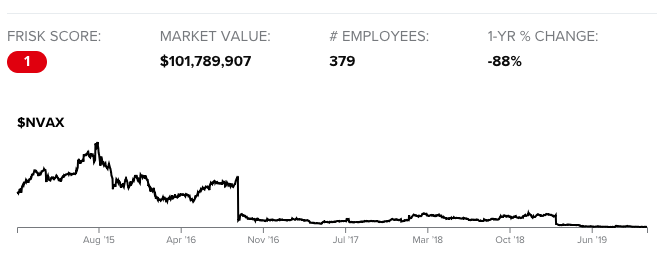 FRISK SCORE: MARKET VALUE: # EMPLOYEES: 1-YR % CHANGE:
1 $101,789,907 379 -88%
$NVAX
Aug '15 Apr '16 Nov '16 Jul '17 Mar '18 Oct '18 Jun '19